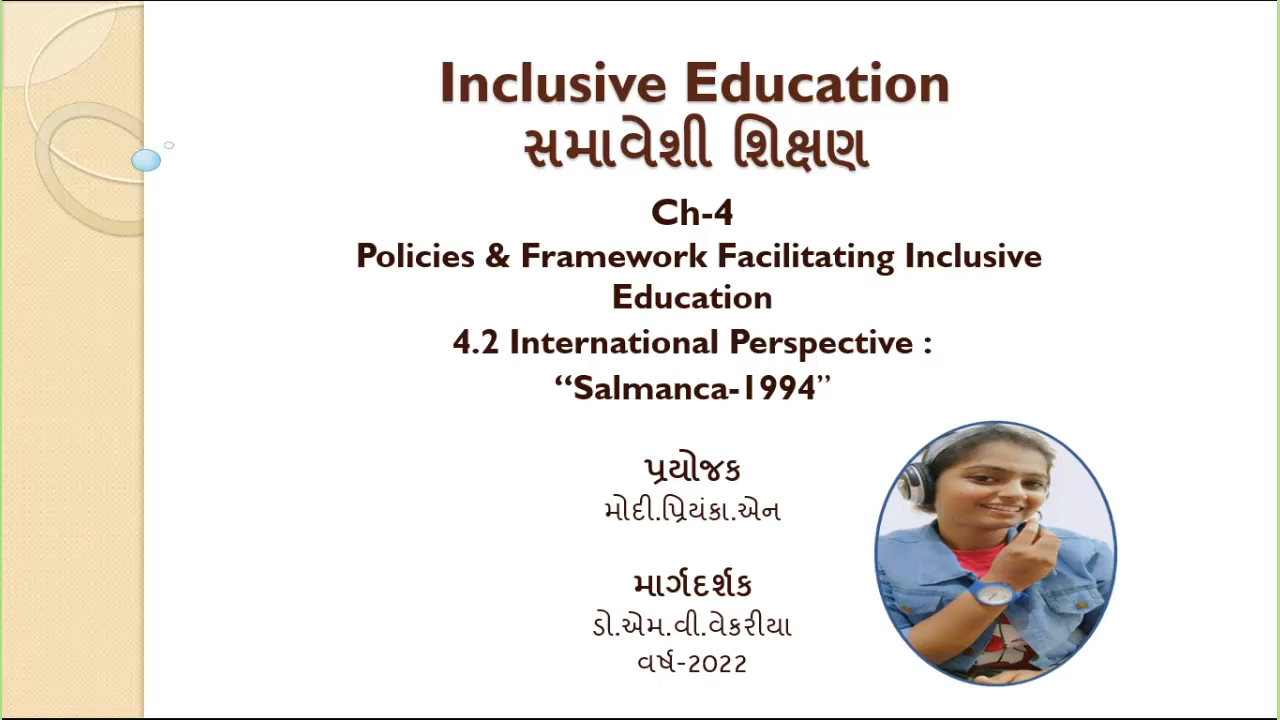 Inclusive Education
સમાવેશી શિક્ષણ
Ch-4
Policies & Framework Facilitating Inclusive
Education
4.2 International Perspective :
“Salmanca-1994”
પ્રયોજક
મોદી.પ્રિયંકા.એન
માર્ગદર્શક
ડો.એમ.વી.વેકરીયા
વર્ષ-2022